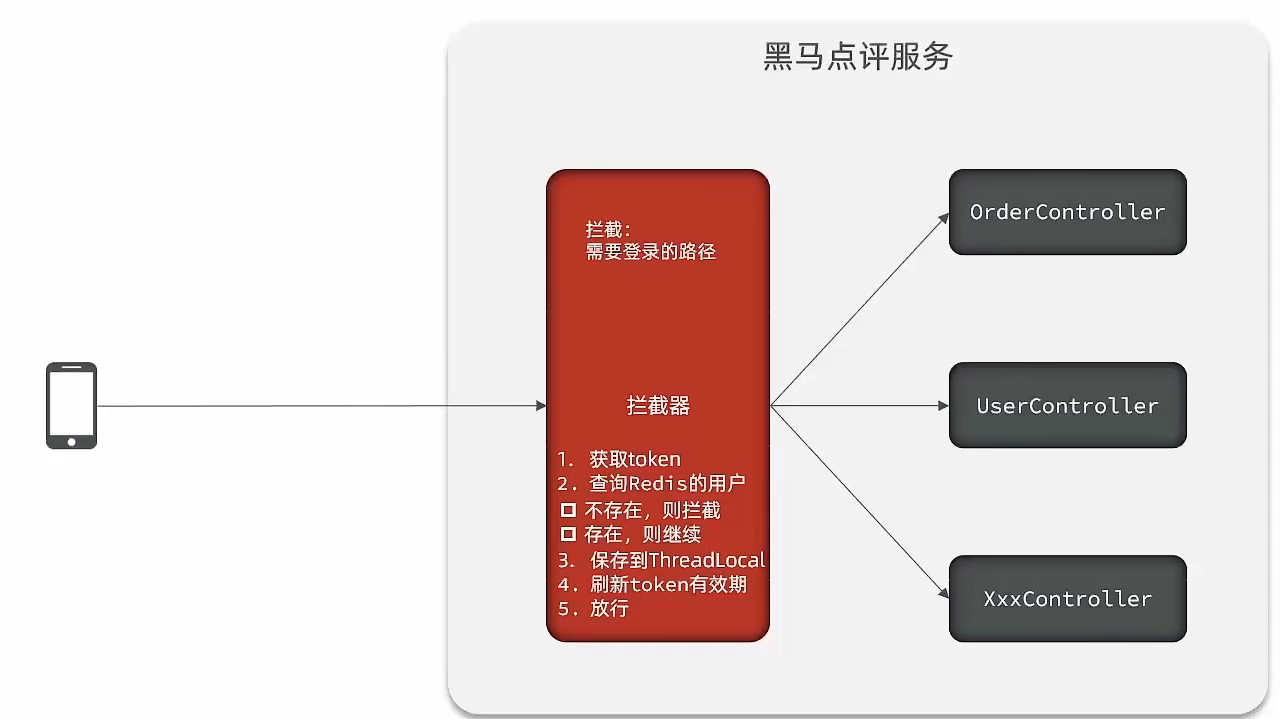 黑马点评服务
拦截：
需要登录的路径
拦截器
1. 获取token
2. 查询Redis的用户
不存在，则拦截
存在，则继续
3. 保存到ThreadLocal
4. 刷新token有效期
5. 放行
OrderController
UserController
XxxController